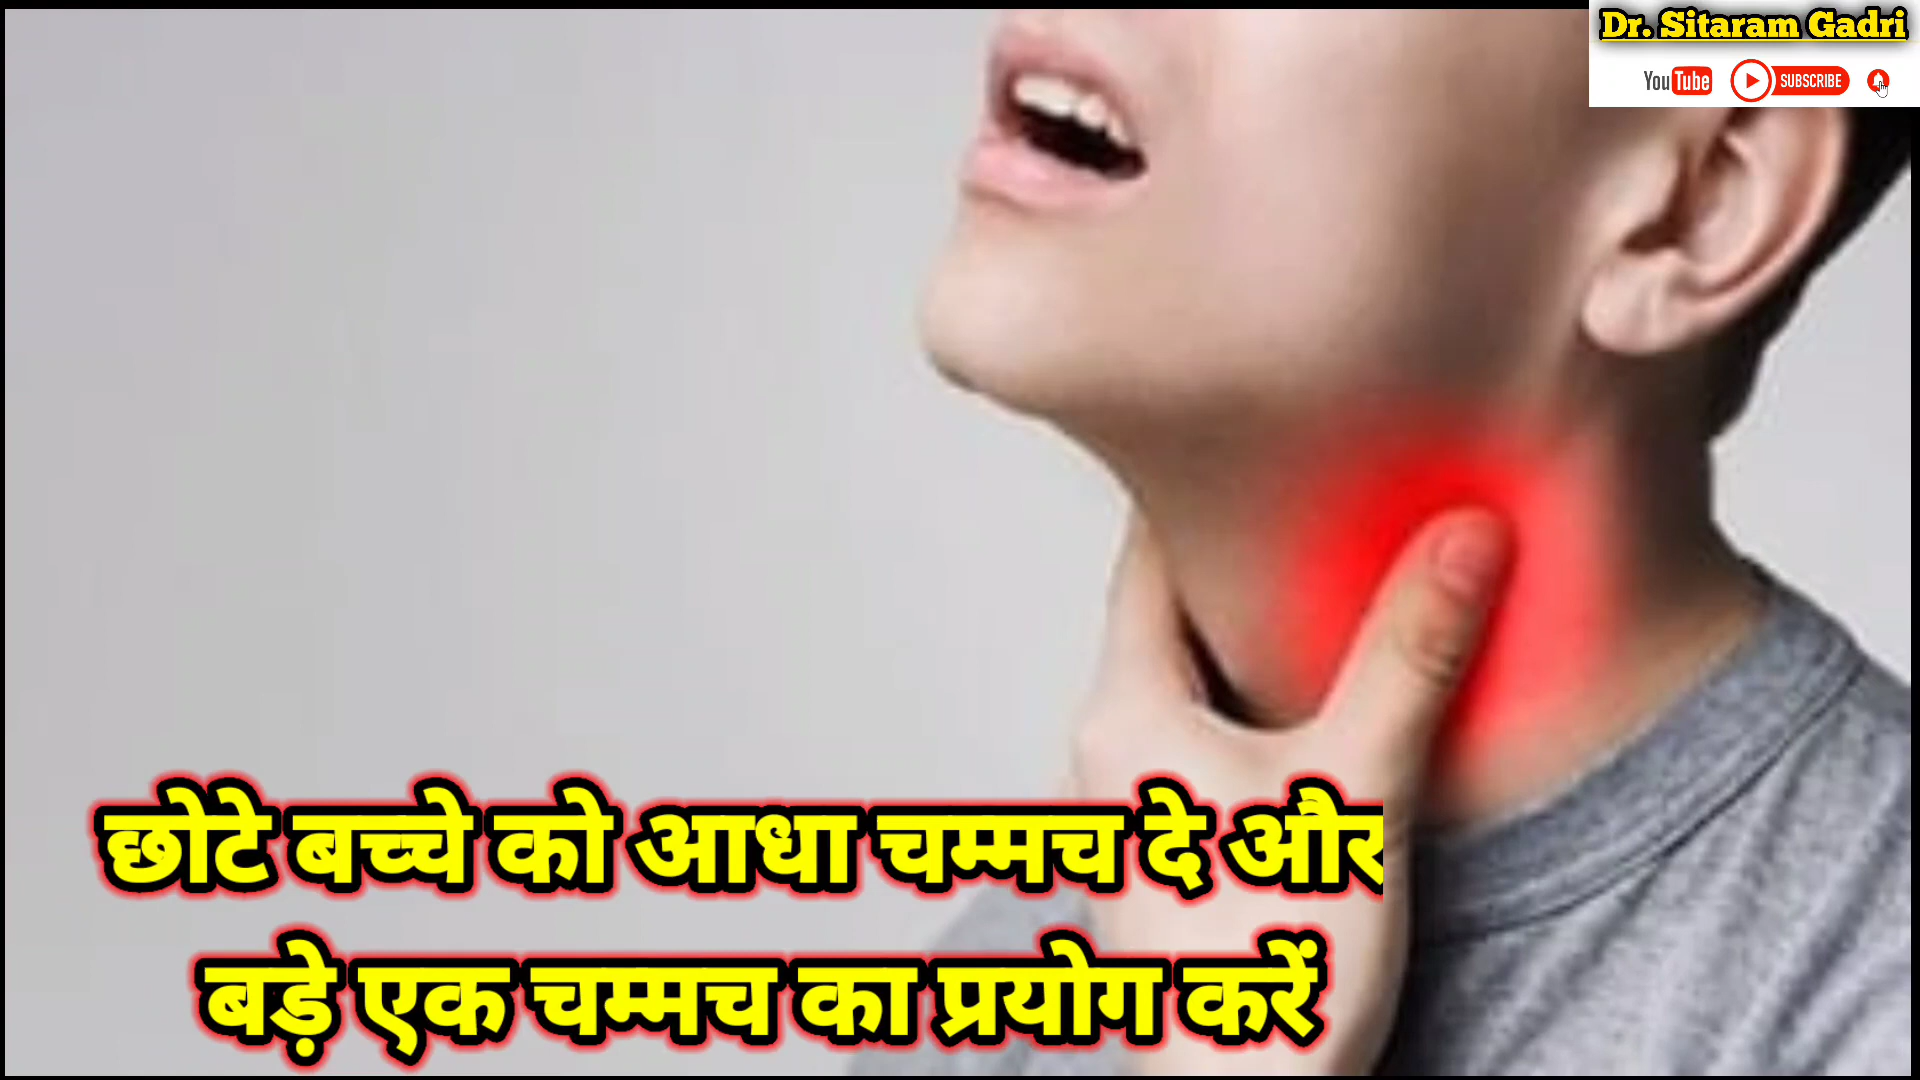 Dr. Sitaram Gadri
YouTube SUBSCRIBE
छोटे बच्चे को आधा चम्मच दे और
बड़े एक चम्मच का प्रयोग करें